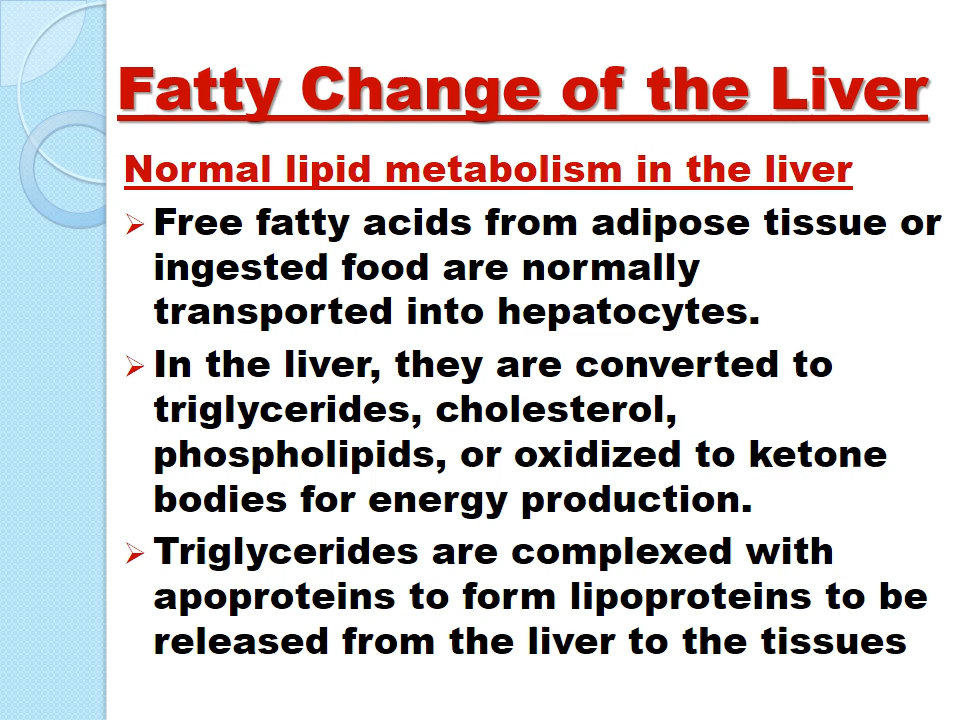 Fatty Change of the Liver
Normal lipid metabolism in the liver
➢ Free fatty acids from adipose tissue or
ingested food are normally
transported into hepatocytes.
➢ In the liver, they are converted to
triglycerides, cholesterol,
phospholipids, or oxidized to ketone
bodies for energy production.
➢ Triglycerides are complexed with
apoproteins to form lipoproteins to be
released from the liver to the tissues